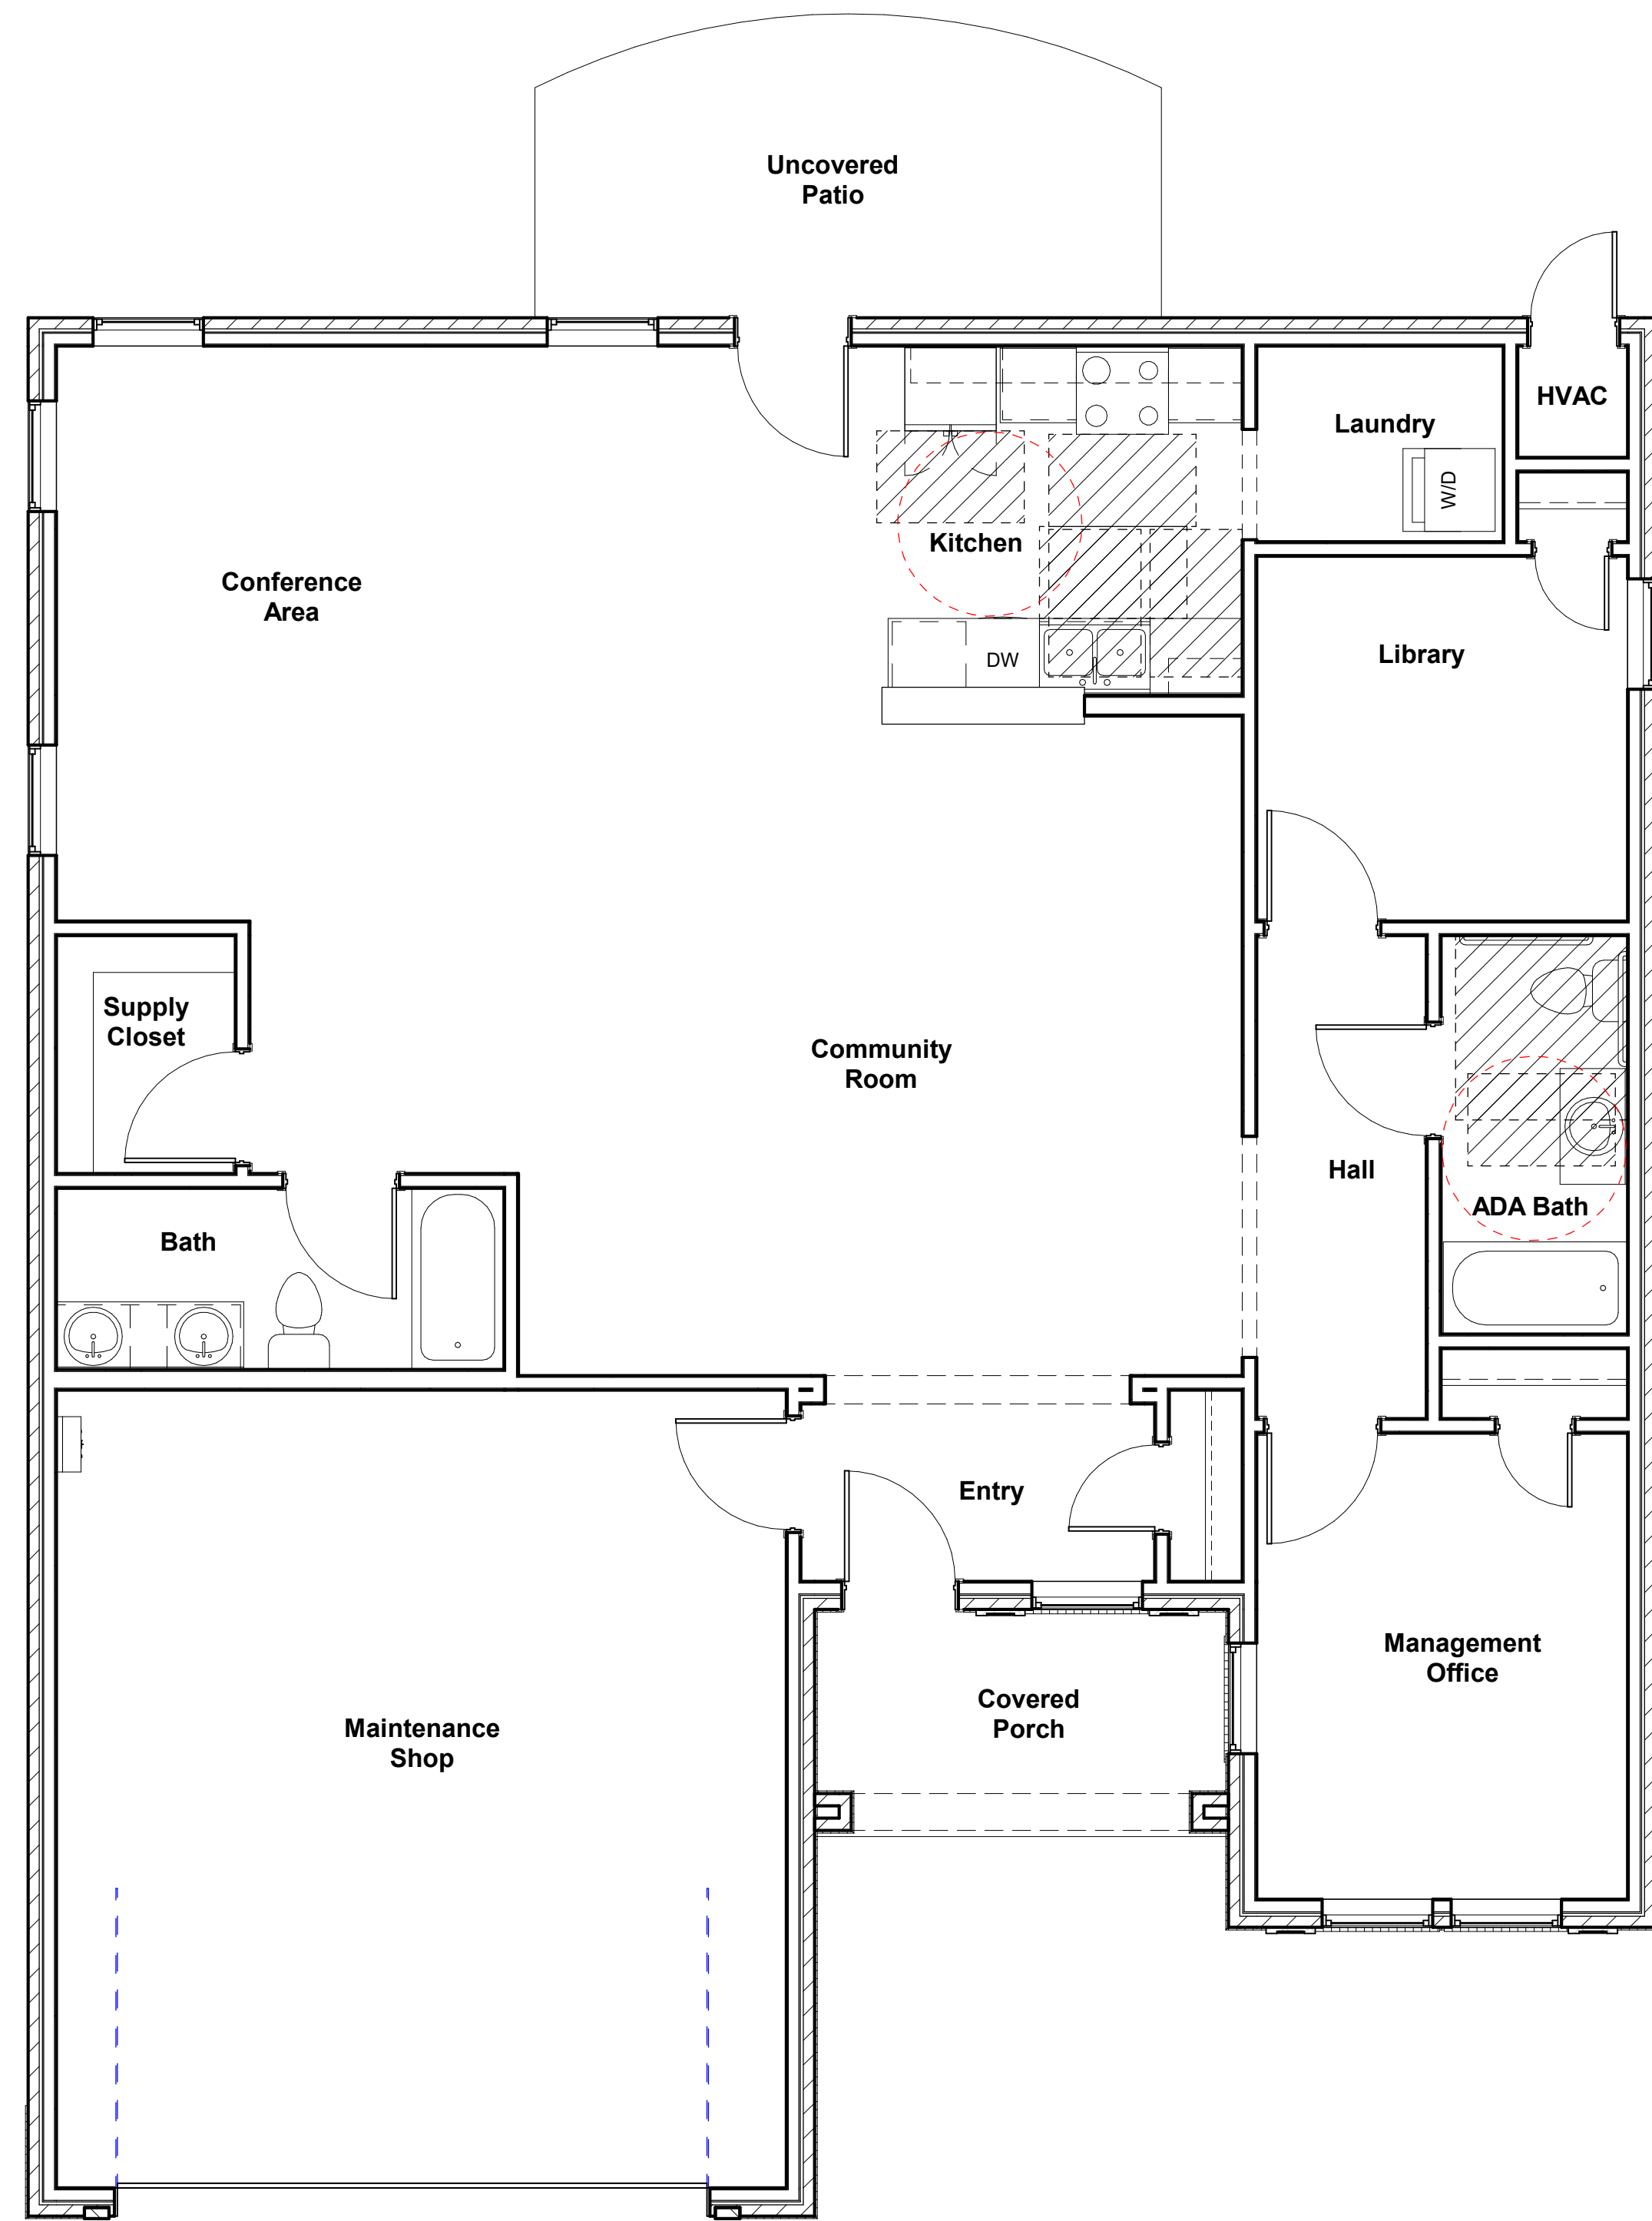 Uncovered
Patio
HVAC
Laundry
W/D
Kitchen
Conference
Area
Library
DW
Supply
Closet
Community
Room
Hall
ADA Bath
Bath
Entry
Management
Office
Covered
Porch
Maintenance
Shop